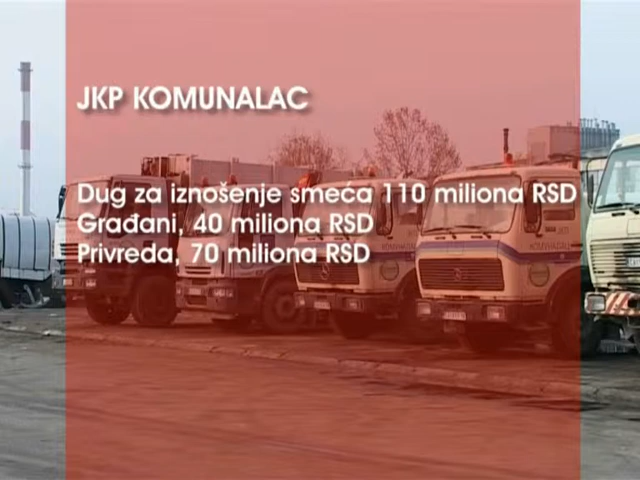 JKP KOMUNALAC
Dug za iznošenje smeća 110 miliona RSD
Građani, 40 miliona RSD
Privreda, 70 miliona RSD